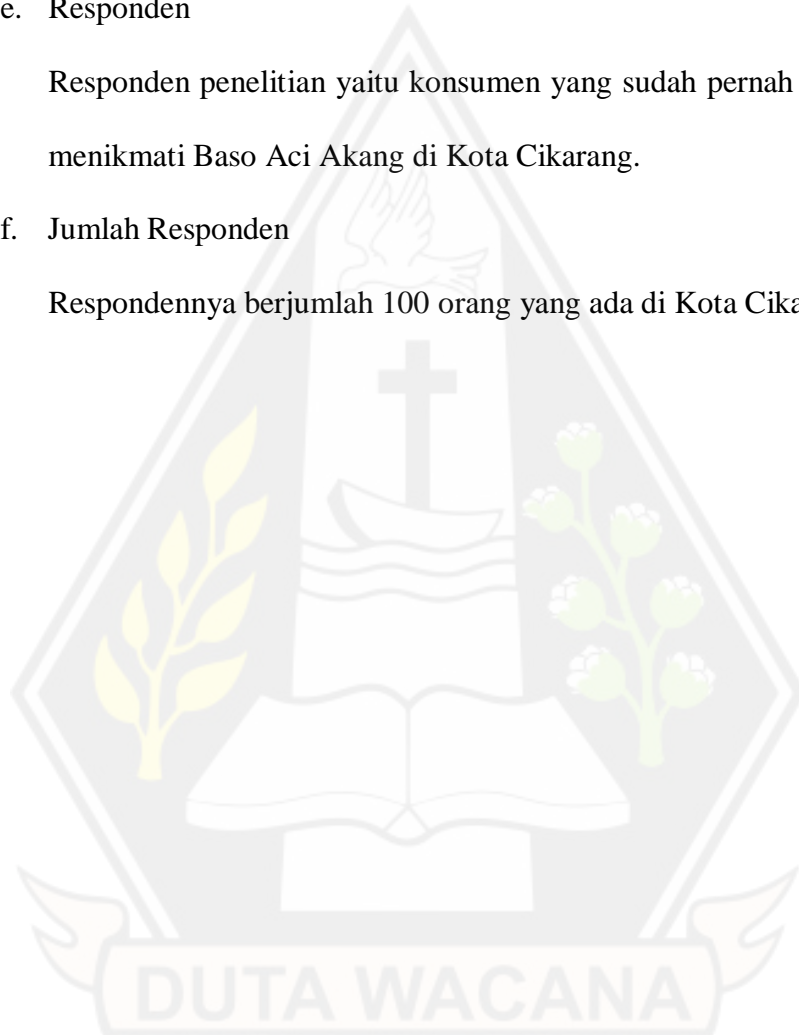 e. Responden
Responden penelitian yaitu konsumen yang sudah pernah
menikmati Baso Aci Akang di Kota Cikarang.
f. Jumlah Responden
Respondennya berjumlah 100 orang yang ada di Kota
DUTA WACANA